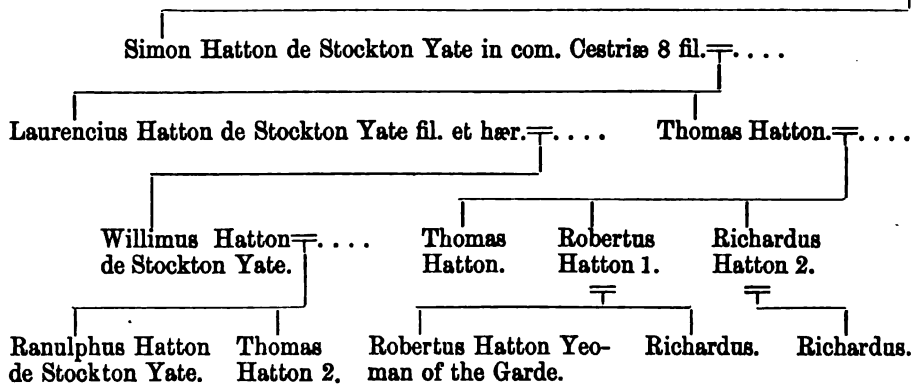 Simon Hatton de Stockton Yate in com. Cestriæ 8 fil. . . . .
Laurencius Hatton de Stockton Yate fil. et hær. . . . . Thomas Hatton. . . . .
Willimus Hatton . . . . Thomas Robertus Richardus
de Stockton Yate. Hatton. Hatton 1. Hatton 2.
Ranulphus Hatton Thomas Robertus Hatton Yeo- Richardus. Richardus.
de Stockton Yate. Hatton 2. man of the Garde.